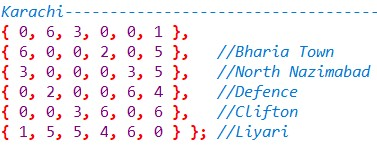 Karachi----------------------------------
{ 0, 6, 3, 0, 0, 1 },
{ 6, 0, 0, 2, 0, 5 }, //Bharia Town
{ 3, 0, 0, 0, 3, 5 }, //North Nazimabad
{ 0, 2, 0, 0, 6, 4 }, //Defence
{ 0, 0, 3, 6, 0, 6 }, //Clifton
{ 1, 5, 5, 4, 6, 0 } }; //Liyari